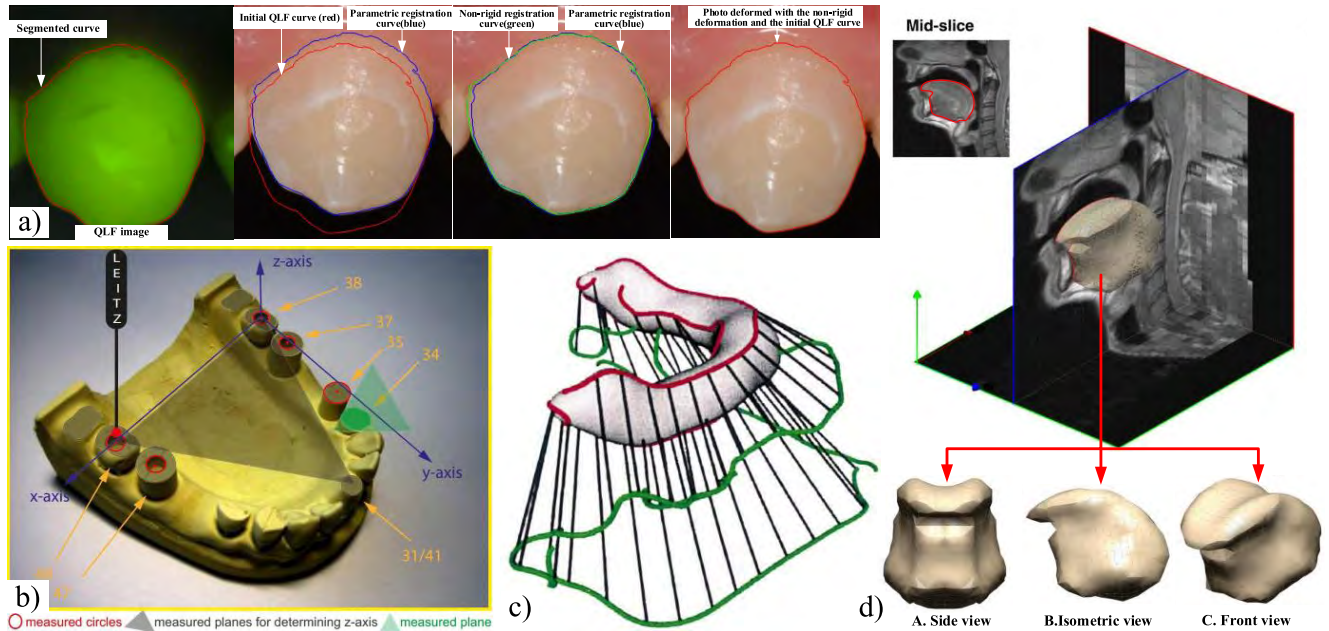 Segmented curve
QLF image
a)
Initial QLF curve (red)
Parametric registration
curve(blue)
Non-rigid registration
curve(green)
Parametric registration
curve(blue)
Photo deformed with the non-rigid
deformation and the initial QLF curve
LEITZ
z-axis
38
37
35
34
y-axis
x-axis
31/41
b)
measured circles
measured planes for determining z-axis
measured plane
c)
Mid-slice
d)
A. Side view
B.Isometric view
C. Front view